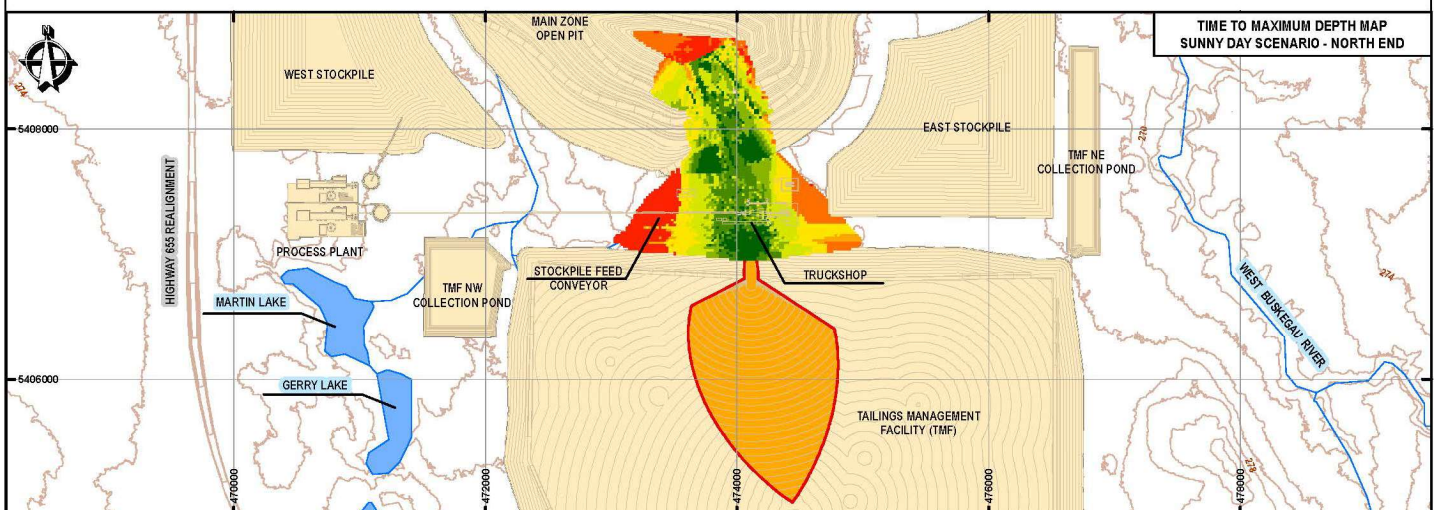 TIME TO MAXIMUM DEPTH MAP
SUNNY DAY SCENARIO - NORTH END
N
MAIN ZONE
OPEN PIT
WEST STOCKPILE
274
5408000
EAST STOCKPILE
270
TMF NE
COLLECTION POND
HIGHWAY 655 REALIGNMENT
PROCESS PLANT
STOCKPILE FEED
CONVEYOR
TRUCKSHOP
MARTIN LAKE
TMF NW
COLLECTION POND
WEST BUSKEGAU RIVER
274
5406000
GERRY LAKE
TAILINGS MANAGEMENT
FACILITY (TMF)
278
470000
472000
474000
476000
478000